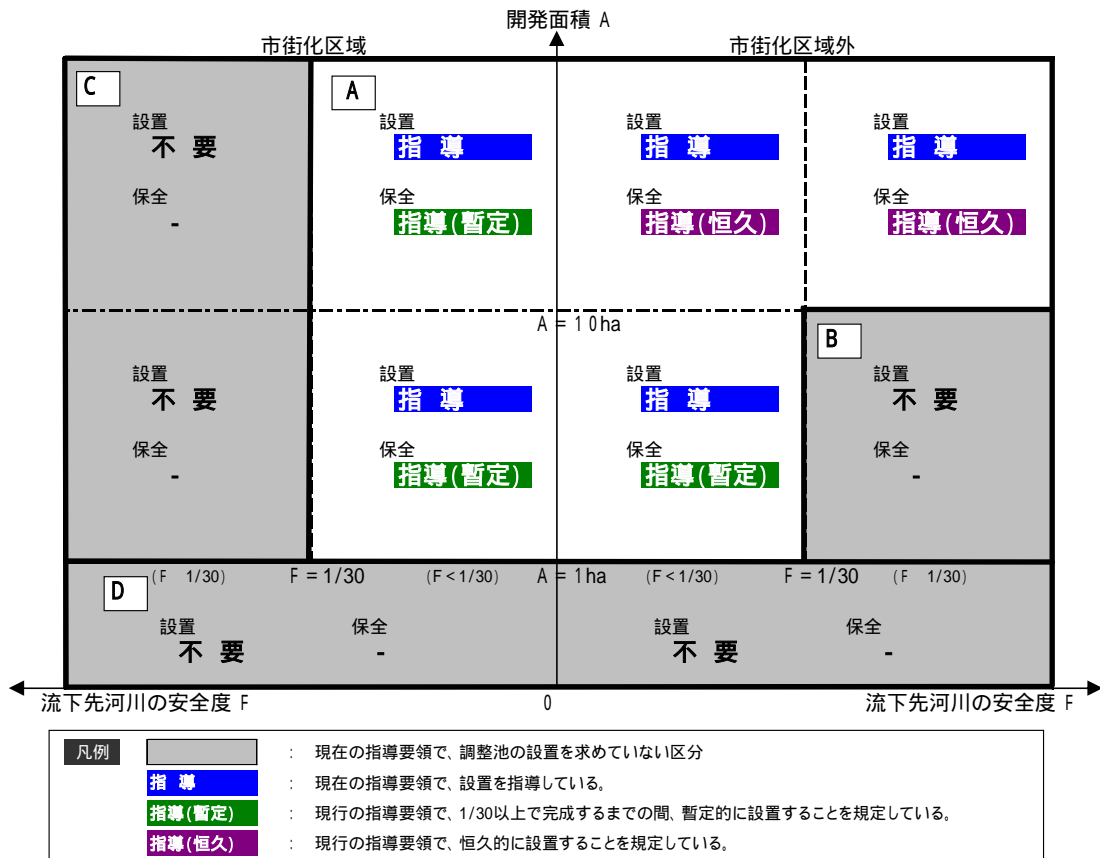 開発面積 A
市街化区域 市街化区域外
C A
設置 設置 設置 設置
不 要 指 導 指 導 指 導
保全 保全 保全 保全
- 指導(暫定) 指導(恒久) 指導(恒久)
A = 10ha
B
設置 設置 設置 設置
不 要 指 導 指 導 不 要
保全 保全 保全 保全
- 指導(暫定) 指導(暫定) -
(F 1/30) F = 1/30 (F < 1/30) A = 1ha (F < 1/30) F = 1/30 (F 1/30)
D
設置 保全 設置 保全
不 要 - 不 要 -
流下先河川の安全度 F 0 流下先河川の安全度 F
凡例 : 現在の指導要領で、調整池の設置を求めていない区分
指 導 : 現在の指導要領で、設置を指導している。
指導(暫定) : 現行の指導要領で、1/30以上で完成するまでの間、暫定的に設置することを規定している。
指導(恒久) : 現行の指導要領で、恒久的に設置することを規定している。